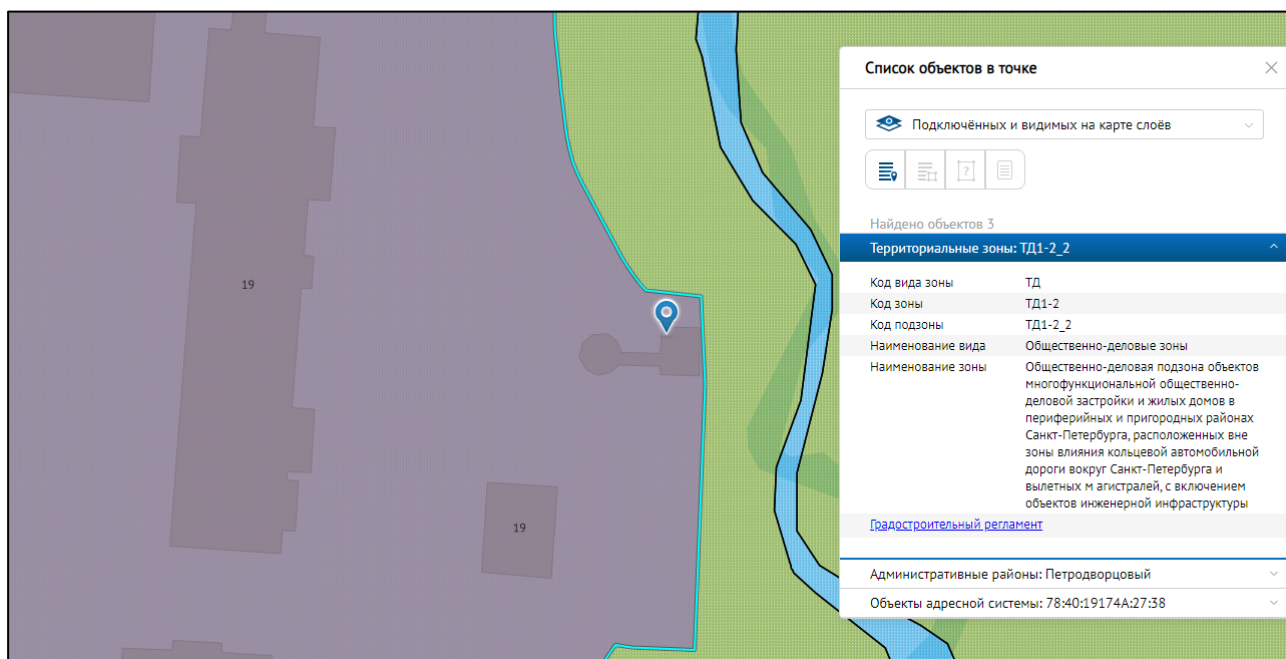 19
19
Список объектов в точке
Подключённых и видимых на карте слоёв
Найдено объектов 3
Территориальные зоны: ТД1-2_2
Код вида зоны ТД
Код зоны ТД1-2
Код подзоны ТД1-2_2
Наименование вида Общественно-деловые зоны
Наименование зоны Общественно-деловая подзона объектов
многофункциональной общественно-
деловой застройки и жилых домов в
периферийных и пригородных районах
Санкт-Петербурга, расположенных вне
зоны влияния кольцевой автомобильной
дороги вокруг Санкт-Петербурга и
вылетных м агистралей, с включением
объектов инженерной инфраструктуры
Градостроительный регламент
Административные районы: Петродворцовый
Объекты адресной системы: 78:40:19174А:27:38